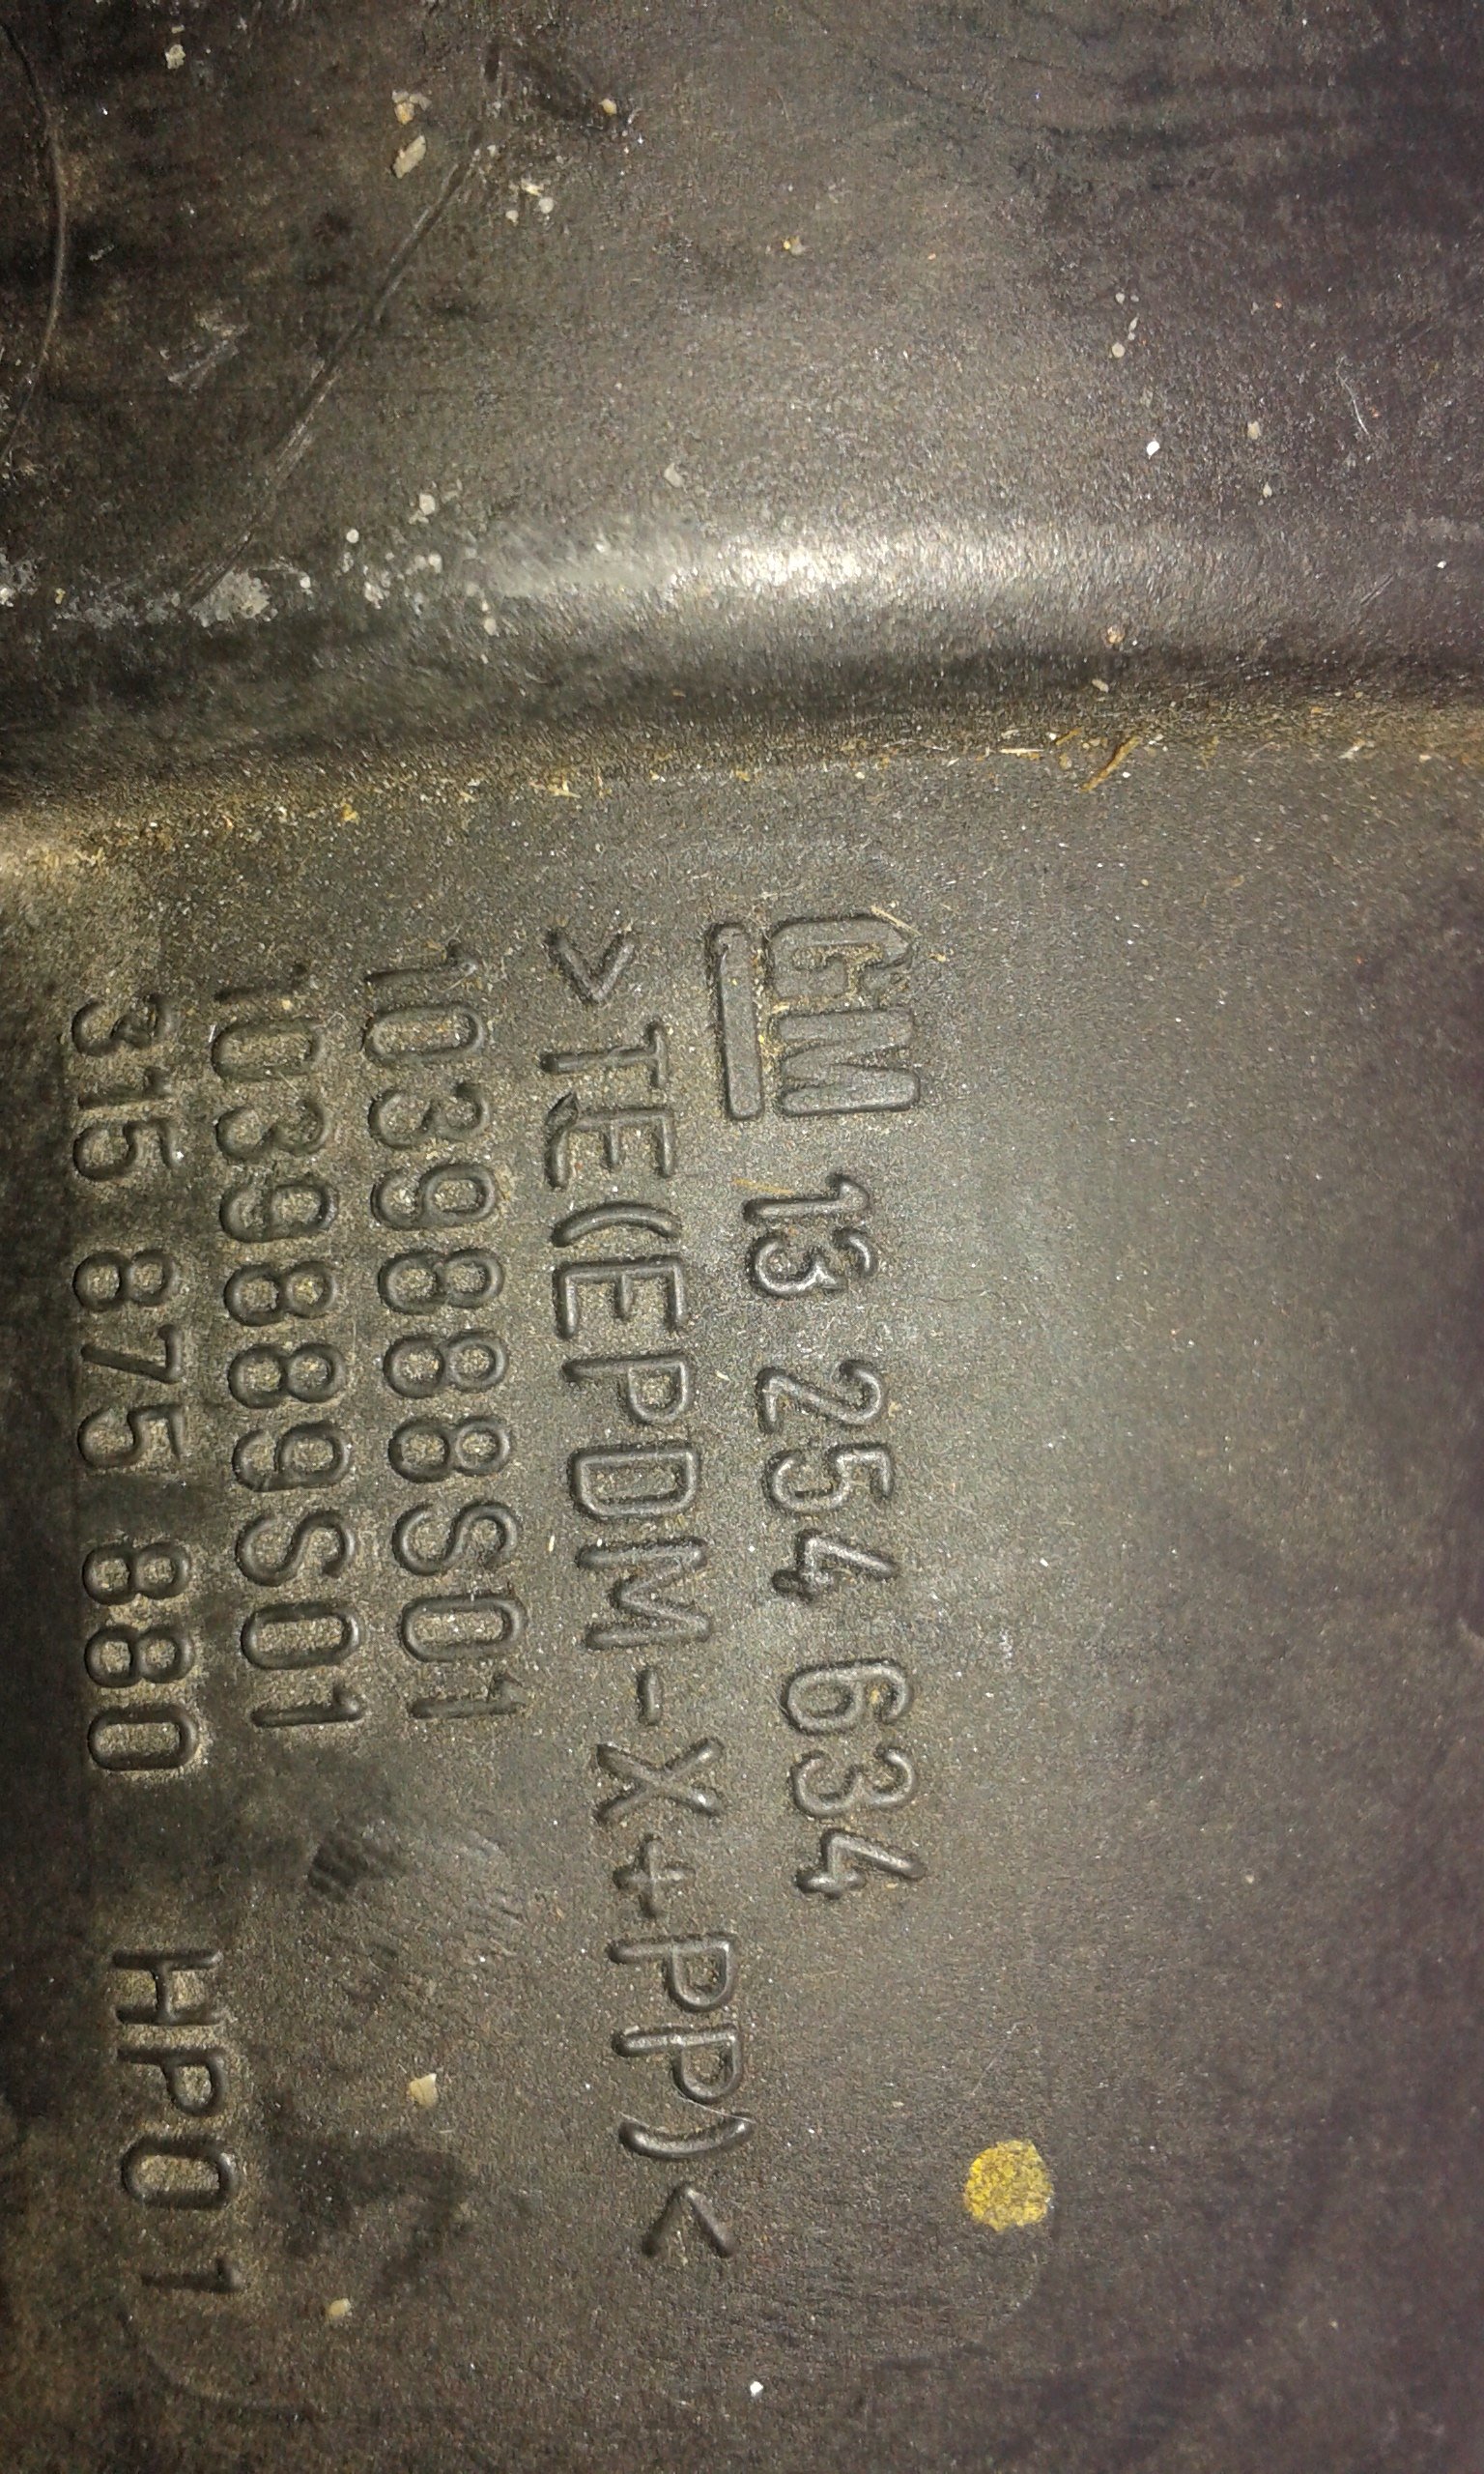 GM 13 254 634
>TE(EPDM-X+PP)<
1039888S01
1039889S01
315 875 880 HP01